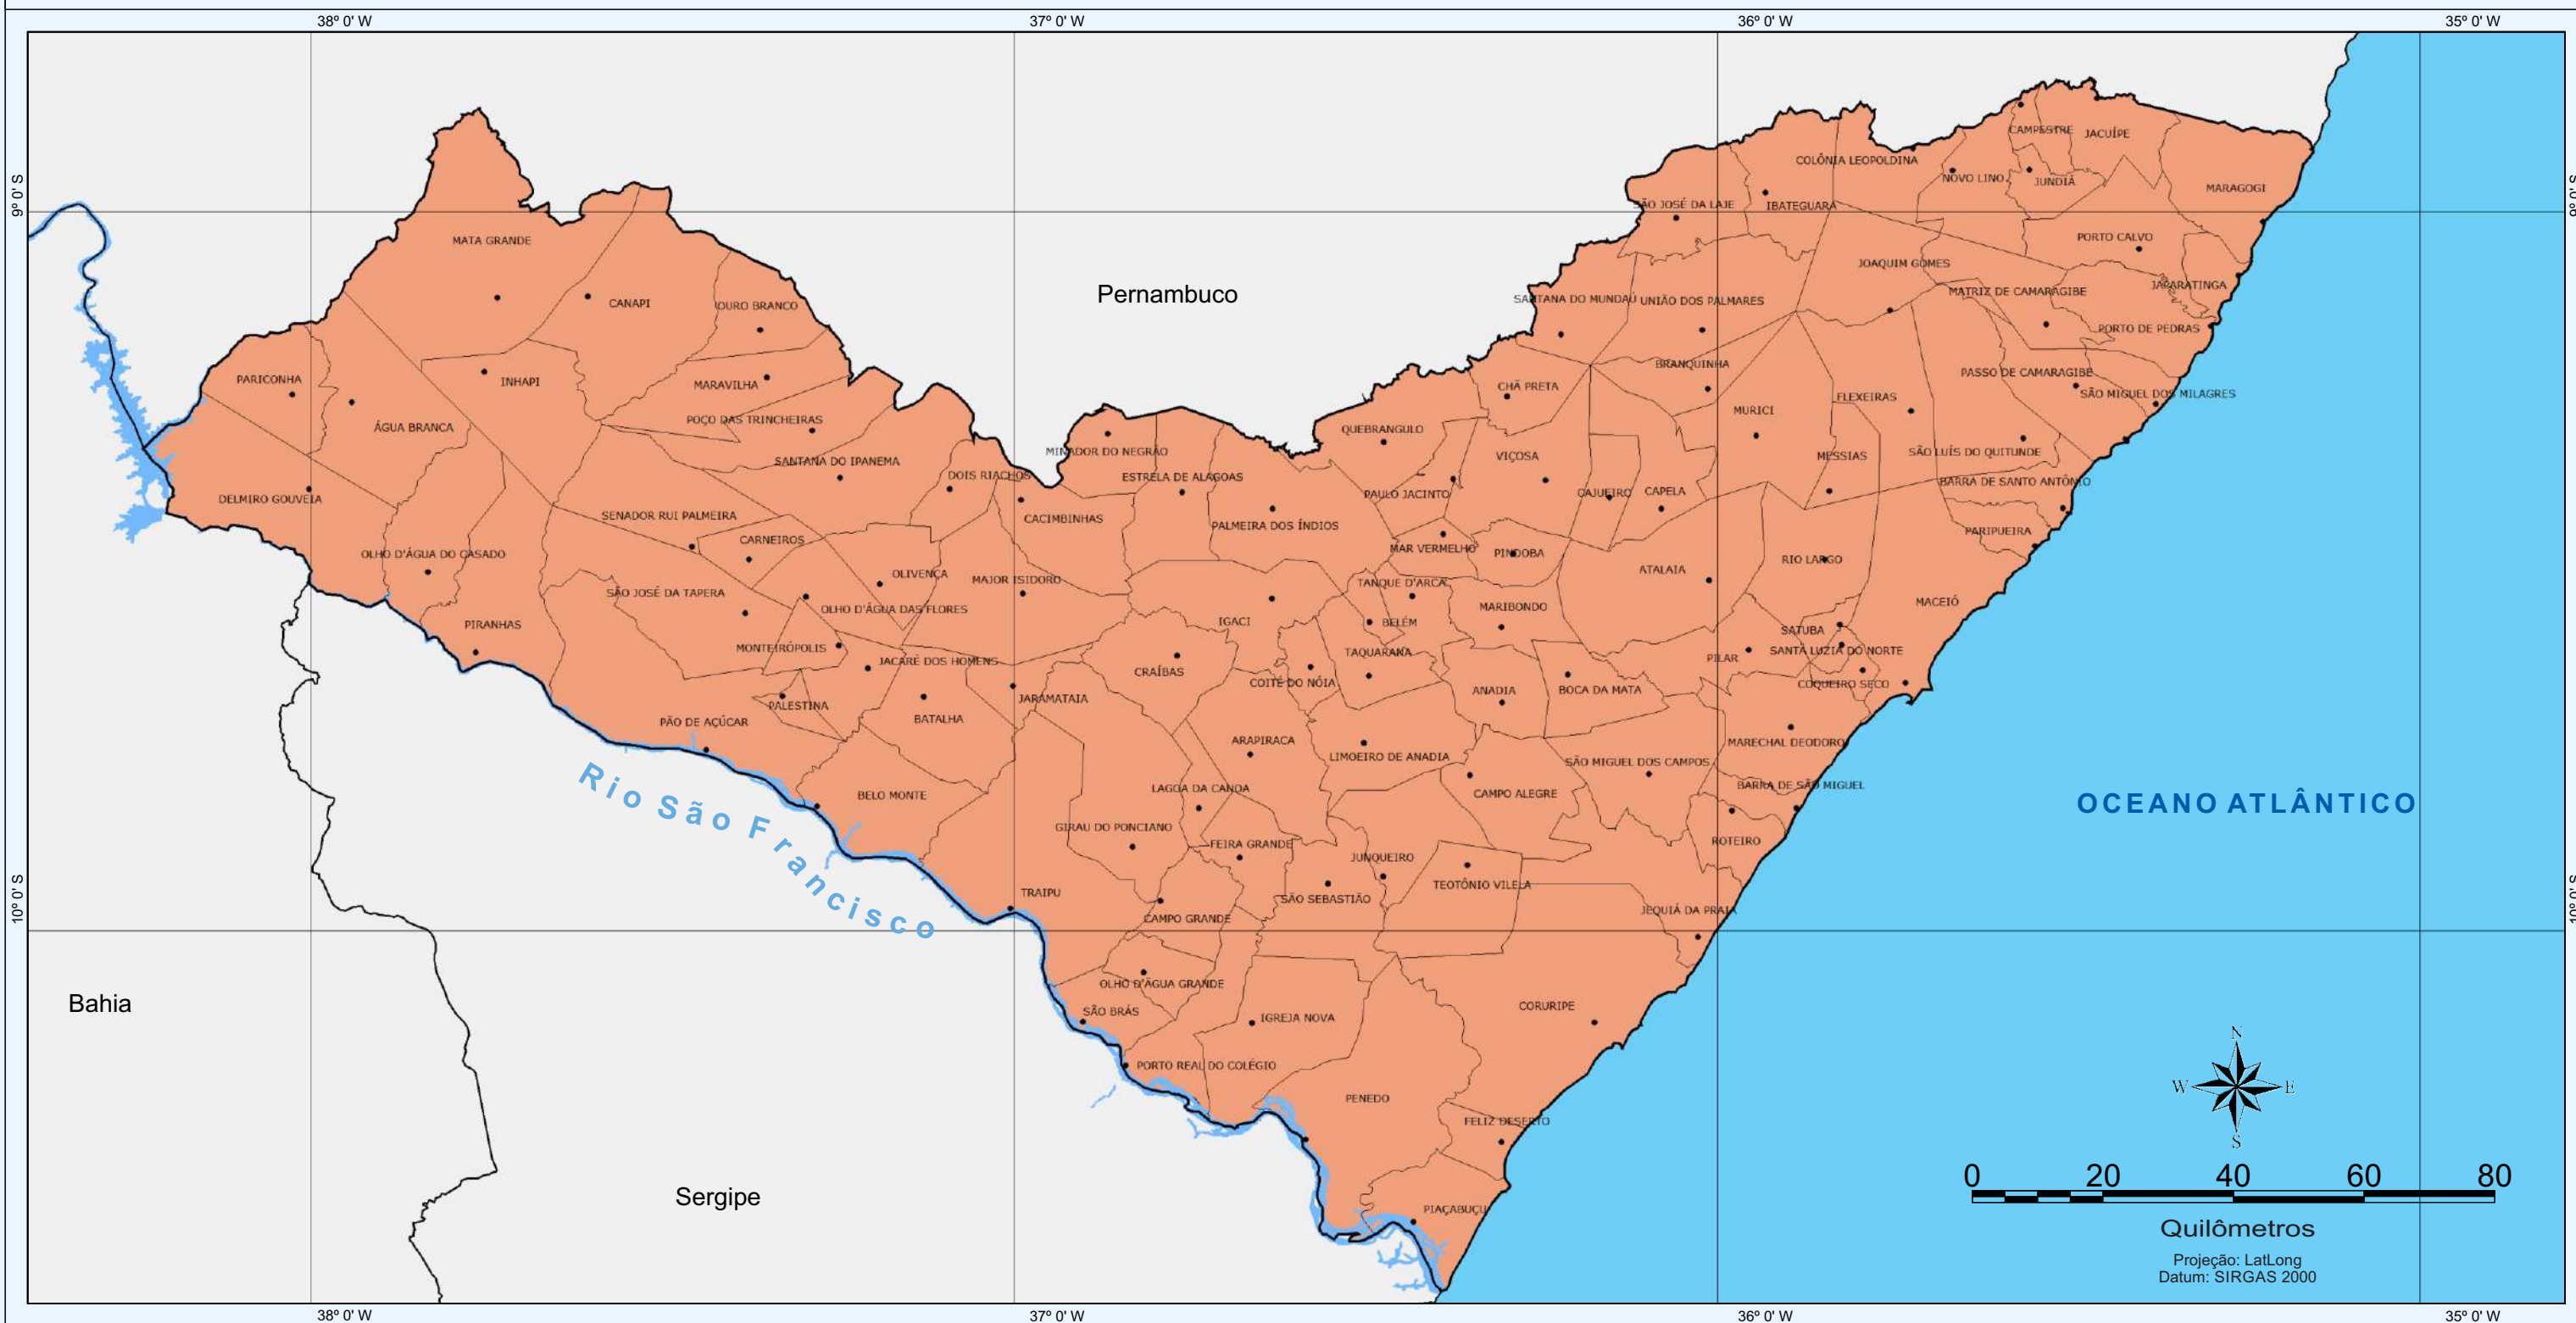 38º 0' W
37º 0' W
36º 0' W
35º 0' W
9º 0' S
9º 0' S
CAMPESTRE
JACUÍPE
COLÔNIA LEOPOLDINA
NOVO LINO
JUNDIÁ
MARAGOGI
SÃO JOSÉ DA LAJE
IBATEGUARA
MATA GRANDE
PORTO CALVO
JOAQUIM GOMES
CANAPI
OURO BRANCO
Pernambuco
SANTANA DO MUNDAÚ
UNIÃO DOS PALMARES
MATRIZ DE CAMARAGIBE
JAPARATINGA
PORTO DE PEDRAS
PARICONHA
INHAPI
MARAVILHA
CHÃ PRETA
BRANQUINHA
PASSO DE CAMARAGIBE
SÃO MIGUEL DOS MILAGRES
FLEXEIRAS
MURICI
ÁGUA BRANCA
POÇO DAS TRINCHEIRAS
QUEBRANGULO
MINADOR DO NEGRÃO
VIÇOSA
MESSIAS
SÃO LUÍS DO QUITUNDE
SANTANA DO IPANEMA
DOIS RIACHOS
ESTRELA DE ALAGOAS
BARRA DE SANTO ANTÔNIO
DELMIRO GOUVEIA
PAULO JACINTO
CAJUEIRO
CAPELA
SENADOR RUI PALMEIRA
CACIMBINHAS
PALMEIRA DOS ÍNDIOS
PARIPUEIRA
CARNEIROS
MAR VERMELHO
PINDOBA
OLHO D'ÁGUA DO CASADO
RIO LARGO
OLIVENÇA
MAJOR ISIDORO
TANQUE D'ARCA
ATALAIA
SÃO JOSÉ DA TAPERA
OLHO D'ÁGUA DAS FLORES
MARIBONDO
MACEIÓ
PIRANHAS
IGACI
BELÉM
SATUBA
MONTEIRÓPOLIS
JACARÉ DOS HOMENS
TAQUARANA
PILAR
SANTA LUZIA DO NORTE
CRAÍBAS
COITÉ DO NÓIA
ANADIA
BOCA DA MATA
COQUEIRO SECO
PALESTINA
JARAMATAIA
PÃO DE AÇÚCAR
BATALHA
ARAPIRACA
LIMOEIRO DE ANADIA
MARECHAL DEODORO
SÃO MIGUEL DOS CAMPOS
BELO MONTE
LAGOA DA CANOA
CAMPO ALEGRE
BARRA DE SÃO MIGUEL
OCEANO ATLÂNTICO
Rio São Francisco
GIRAU DO PONCIANO
FEIRA GRANDE
JUNQUEIRO
ROTEIRO
TRAIPU
SÃO SEBASTIÃO
TEOTÔNIO VILELA
CAMPO GRANDE
JEQUIÁ DA PRAIA
10º 0' S
10º 0' S
OLHO D'ÁGUA GRANDE
Bahia
SÃO BRÁS
IGREJA NOVA
CORURIPE
PORTO REAL DO COLÉGIO
PENEDO
FELIZ DESERTO
Sergipe
PIAÇABUÇU
N
W
E
S
0 20 40 60 80
Quilômetros
Projeção: LatLong
Datum: SIRGAS 2000
38º 0' W
37º 0' W
36º 0' W
35º 0' W